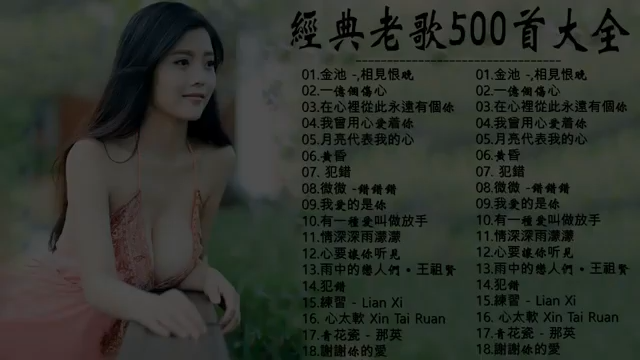 經典老歌500首大全
01.金池 -,相見恨晚
02.一億個傷心
03.在心裡從此永遠有個你
04.我曾用心愛着你
05.月亮代表我的心
06.黃昏
07. 犯錯
08.微微 -錯錯錯
09.我愛的是你
10.有一種愛叫做放手
11.情深深雨濛濛
12.心要讓你听見
13.雨中的戀人們 • 王祖賢
14.犯錯
15.練習 - Lian Xi
16. 心太軟 Xin Tai Ruan
17.青花瓷 - 那英
18.謝謝你的愛
01.金池 -,相見恨晚
02.一億個傷心
03.在心裡從此永遠有個你
04.我曾用心愛着你
05.月亮代表我的心
06.黃昏
07. 犯錯
08.微微 -錯錯錯
09.我愛的是你
10.有一種愛叫做放手
11.情深深雨濛濛
12.心要讓你听見
13.雨中的戀人們 • 王祖賢
14.犯錯
15.練習 - Lian Xi
16. 心太軟 Xin Tai Ruan
17.青花瓷 - 那英
18.謝謝你的愛